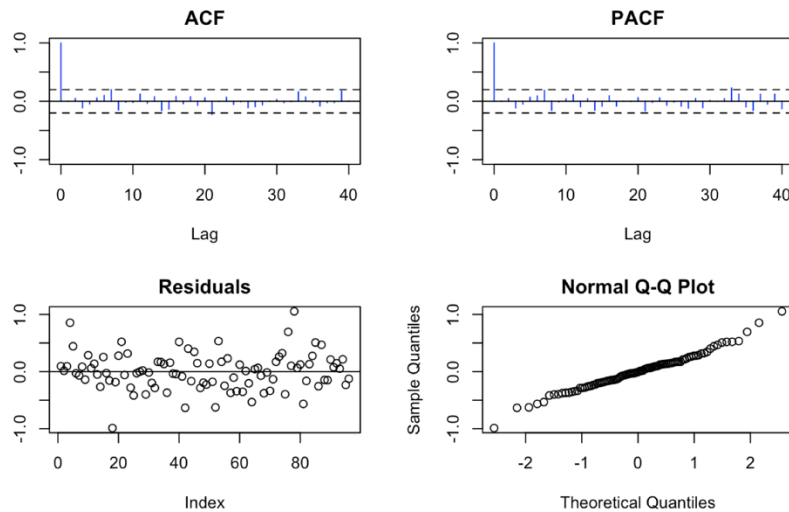 ACF
PACF
1.0
0.0
-1.0
0 10 20 30 40
Lag
1.0
0.0
-1.0
0 10 20 30 40
Lag
Residuals
Normal Q-Q Plot
1.0
0.0
-1.0
0 20 40 60 80
Index
Sample Quantiles
1.0
0.0
-1.0
-2 -1 0 1 2
Theoretical Quantiles